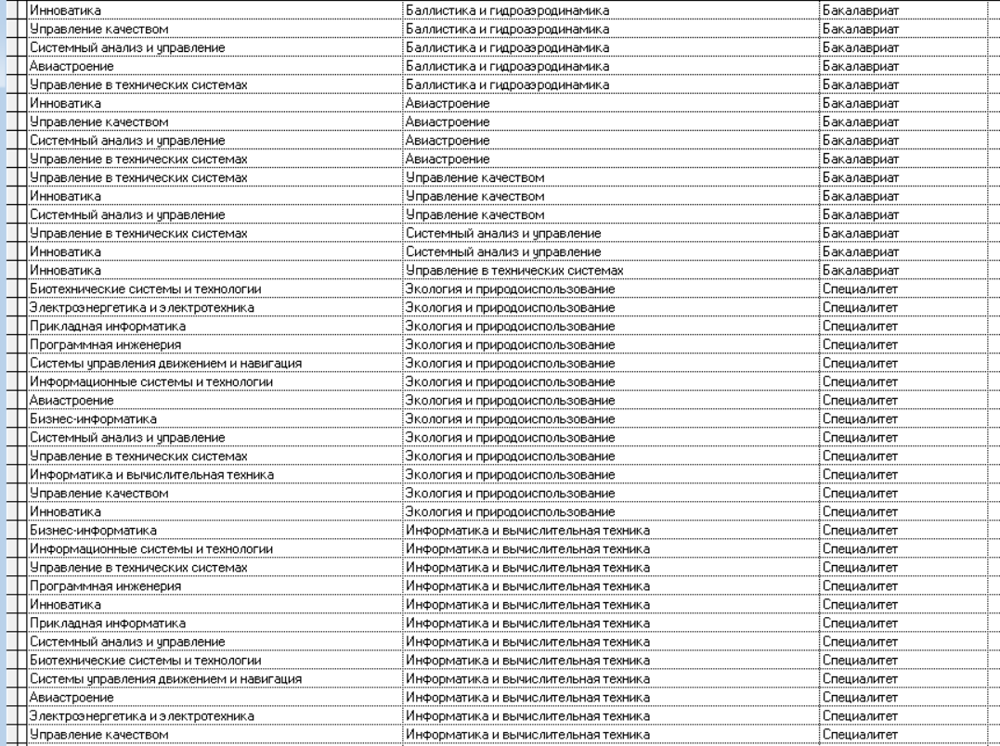 Инноватика Баллистика и гидроаэродинамика Бакалавриат
Управление качеством Баллистика и гидроаэродинамика Бакалавриат
Системный анализ и управление Баллистика и гидроаэродинамика Бакалавриат
Авиастроение Баллистика и гидроаэродинамика Бакалавриат
Управление в технических системах Баллистика и гидроаэродинамика Бакалавриат
Инноватика Авиастроение Бакалавриат
Управление качеством Авиастроение Бакалавриат
Системный анализ и управление Авиастроение Бакалавриат
Управление в технических системах Авиастроение Бакалавриат
Управление в технических системах Управление качеством Бакалавриат
Инноватика Управление качеством Бакалавриат
Системный анализ и управление Управление качеством Бакалавриат
Управление в технических системах Системный анализ и управление Бакалавриат
Инноватика Системный анализ и управление Бакалавриат
Инноватика Управление в технических системах Бакалавриат
Биотехнические системы и технологии Экология и природоиспользование Специалитет
Электроэнергетика и электротехника Экология и природоиспользование Специалитет
Прикладная информатика Экология и природоиспользование Специалитет
Программная инженерия Экология и природоиспользование Специалитет
Системы управления движением и навигация Экология и природоиспользование Специалитет
Информационные системы и технологии Экология и природоиспользование Специалитет
Авиастроение Экология и природоиспользование Специалитет
Бизнес-информатика Экология и природоиспользование Специалитет
Системный анализ и управление Экология и природоиспользование Специалитет
Управление в технических системах Экология и природоиспользование Специалитет
Информатика и вычислительная техника Экология и природоиспользование Специалитет
Управление качеством Экология и природоиспользование Специалитет
Инноватика Экология и природоиспользование Специалитет
Бизнес-информатика Информатика и вычислительная техника Специалитет
Информационные системы и технологии Информатика и вычислительная техника Специалитет
Управление в технических системах Информатика и вычислительная техника Специалитет
Программная инженерия Информатика и вычислительная техника Специалитет
Инноватика Информатика и вычислительная техника Специалитет
Прикладная информатика Информатика и вычислительная техника Специалитет
Системный анализ и управление Информатика и вычислительная техника Специалитет
Биотехнические системы и технологии Информатика и вычислительная техника Специалитет
Системы управления движением и навигация Информатика и вычислительная техника Специалитет
Авиастроение Информатика и вычислительная техника Специалитет
Электроэнергетика и электротехника Информатика и вычислительная техника Специалитет
Управление качеством Информатика и вычислительная техника Специалитет